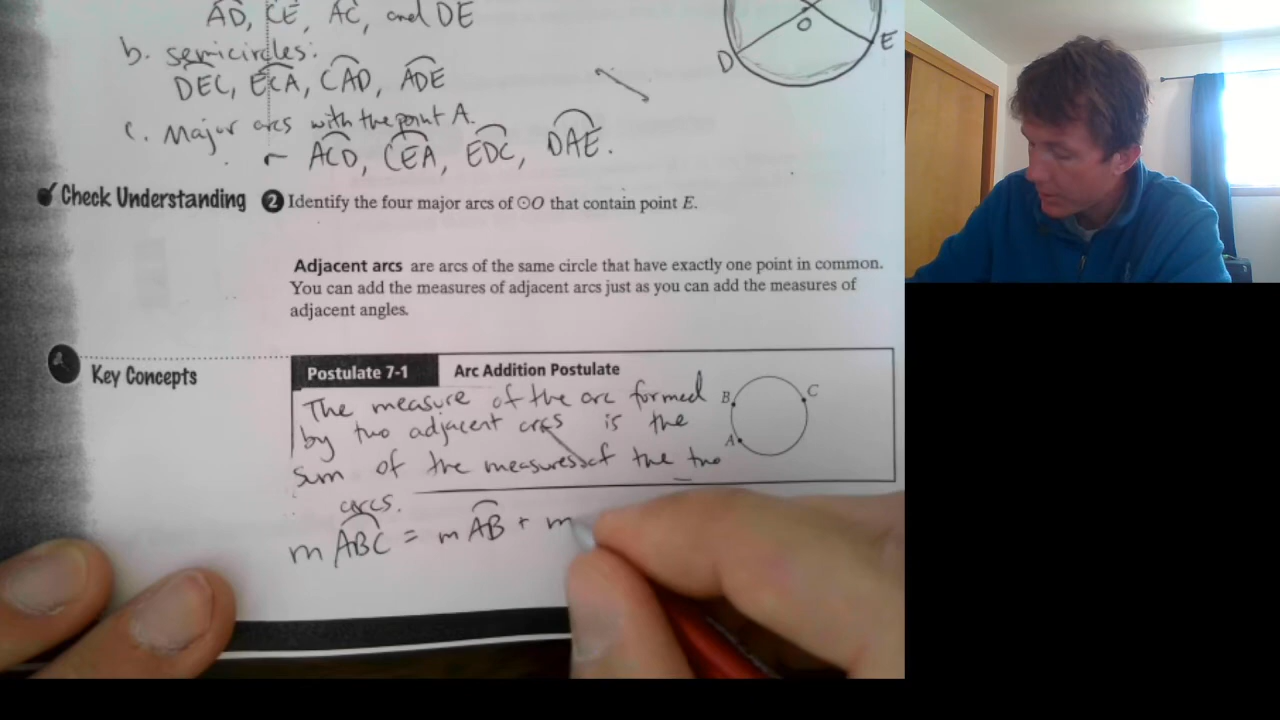 AD, CE, AC, and DE
O
E
D
b. semicircles:
DEC, ECA, CAD, ADE
c. Major arcs with the point A.
ACD, CEA, EDC, DAE.
Check Understanding 2 Identify the four major arcs of ⊙O that contain point E.
Adjacent arcs are arcs of the same circle that have exactly one point in common.
You can add the measures of adjacent arcs just as you can add the measures of
adjacent angles.
Key Concepts
Postulate 7-1 Arc Addition Postulate
The measure of the arc formed
by two adjacent arcs is the
sum of the measures of the two
arcs.
B C
A
m ABC = m AB + m